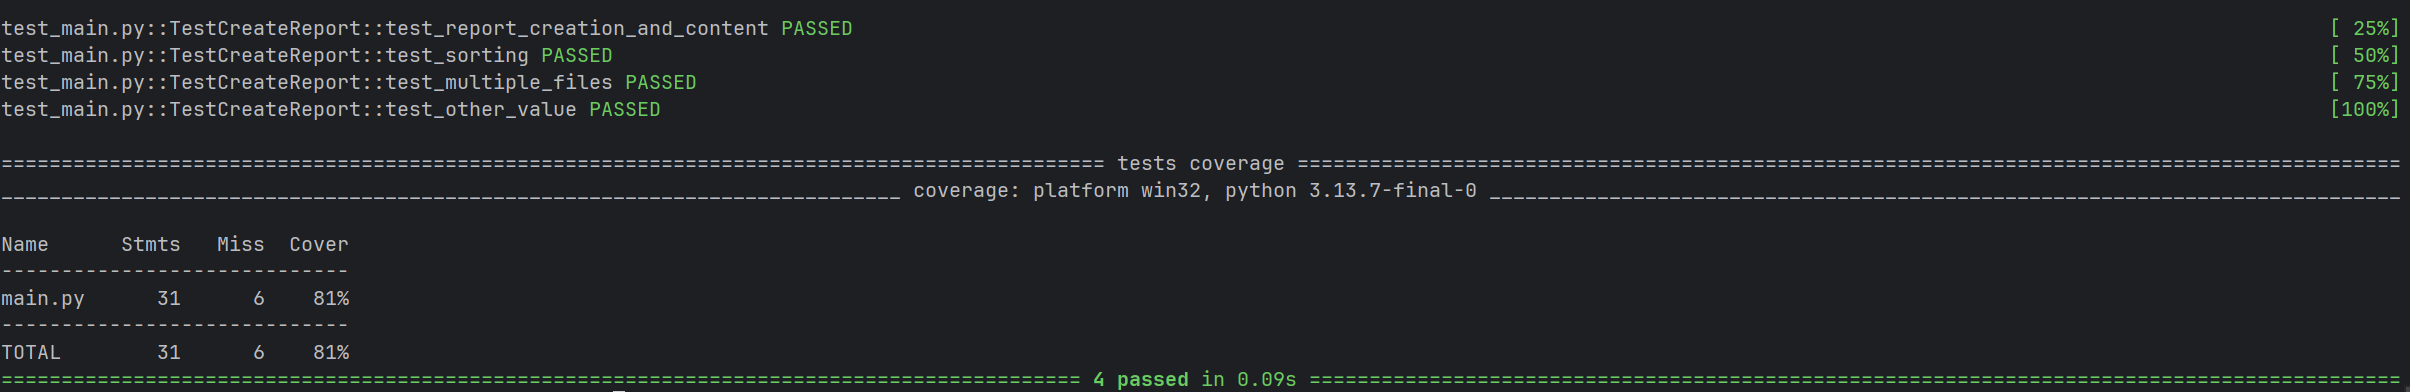 test_main.py::TestCreateReport::test_report_creation_and_content PASSED [ 25%]
test_main.py::TestCreateReport::test_sorting PASSED [ 50%]
test_main.py::TestCreateReport::test_multiple_files PASSED [ 75%]
test_main.py::TestCreateReport::test_other_value PASSED [100%]
============================================================================================ tests coverage ============================================================================================
___________________________________________________________________________ coverage: platform win32, python 3.13.7-final-0 ____________________________________________________________________________
Name      Stmts   Miss  Cover
-----------------------------
main.py      31      6    81%
-----------------------------
TOTAL        31      6    81%
========================================================================================== 4 passed in 0.09s ===========================================================================================